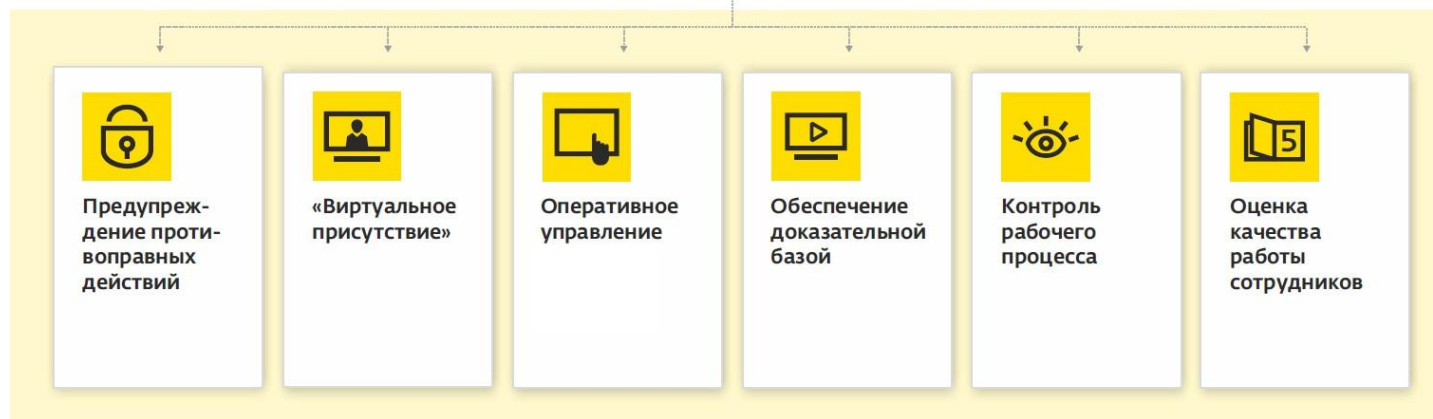 Предупреж-
дение проти-
воправных
действий
«Виртуальное
присутствие»
Оперативное
управление
Обеспечение
доказательной
базой
Контроль
рабочего
процесса
5
Оценка
качества
работы
сотрудников